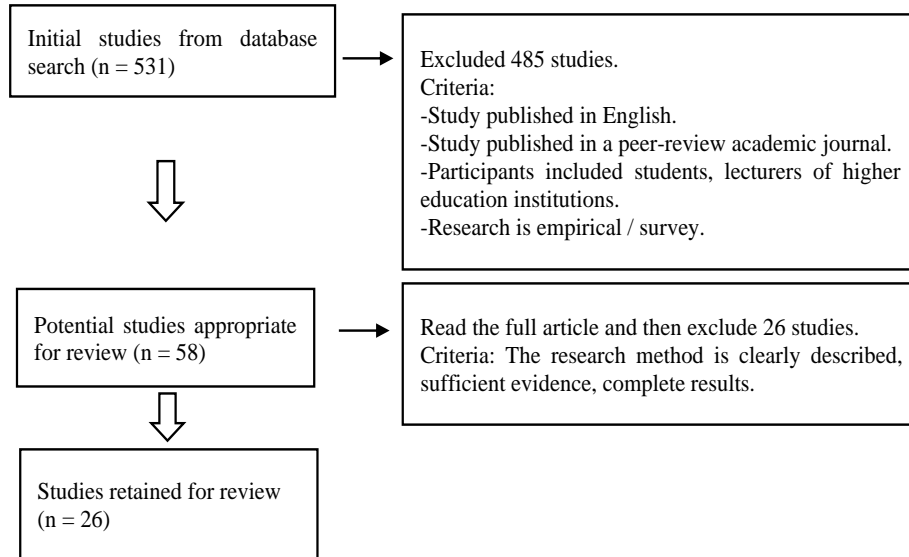 Initial studies from database
search (n = 531)
Excluded 485 studies.
Criteria:
-Study published in English.
-Study published in a peer-review academic journal.
-Participants included students, lecturers of higher
education institutions.
-Research is empirical / survey.
Potential studies appropriate
for review (n = 58)
Read the full article and then exclude 26 studies.
Criteria: The research method is clearly described,
sufficient evidence, complete results.
Studies retained for review
(n = 26)